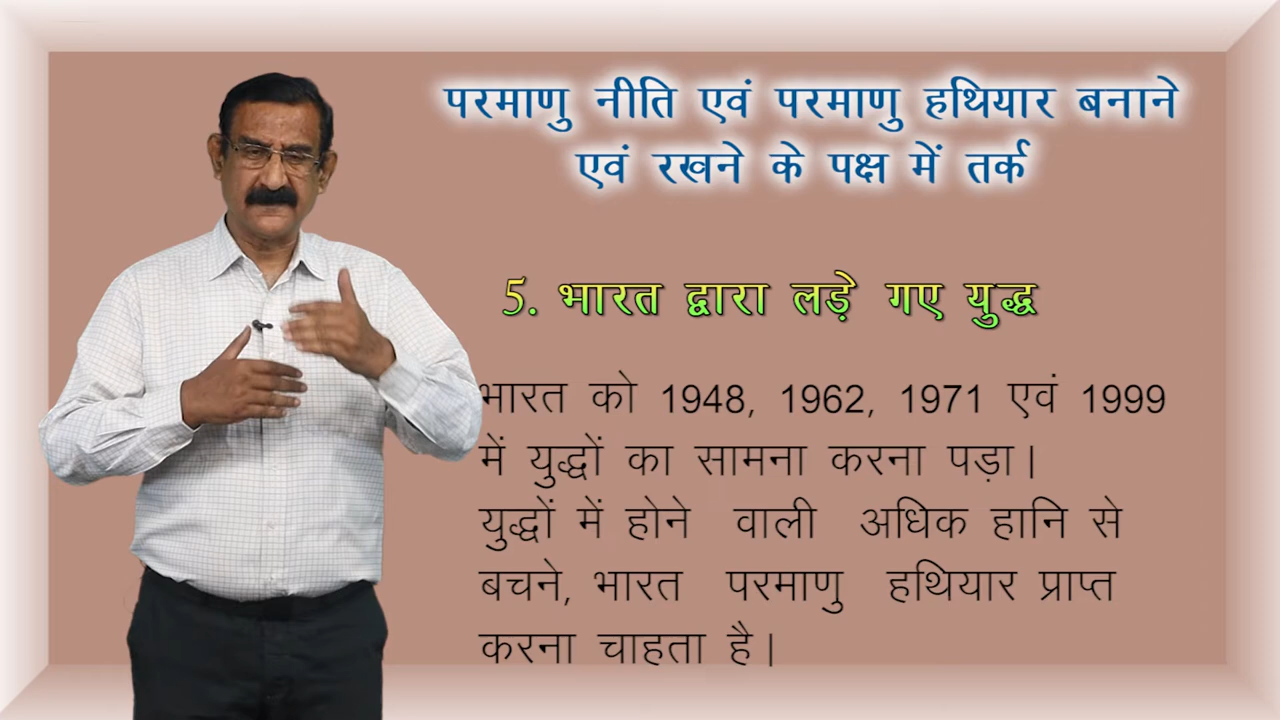 परमाणु नीति एवं परमाणु हथियार बनाने
एवं रखने के पक्ष में तर्क
5. भारत द्वारा लड़े गए युद्ध
भारत को 1948, 1962, 1971 एवं 1999
में युद्धों का सामना करना पड़ा।
युद्धों में होने वाली अधिक हानि से
बचने, भारत परमाणु हथियार प्राप्त
करना चाहता है।